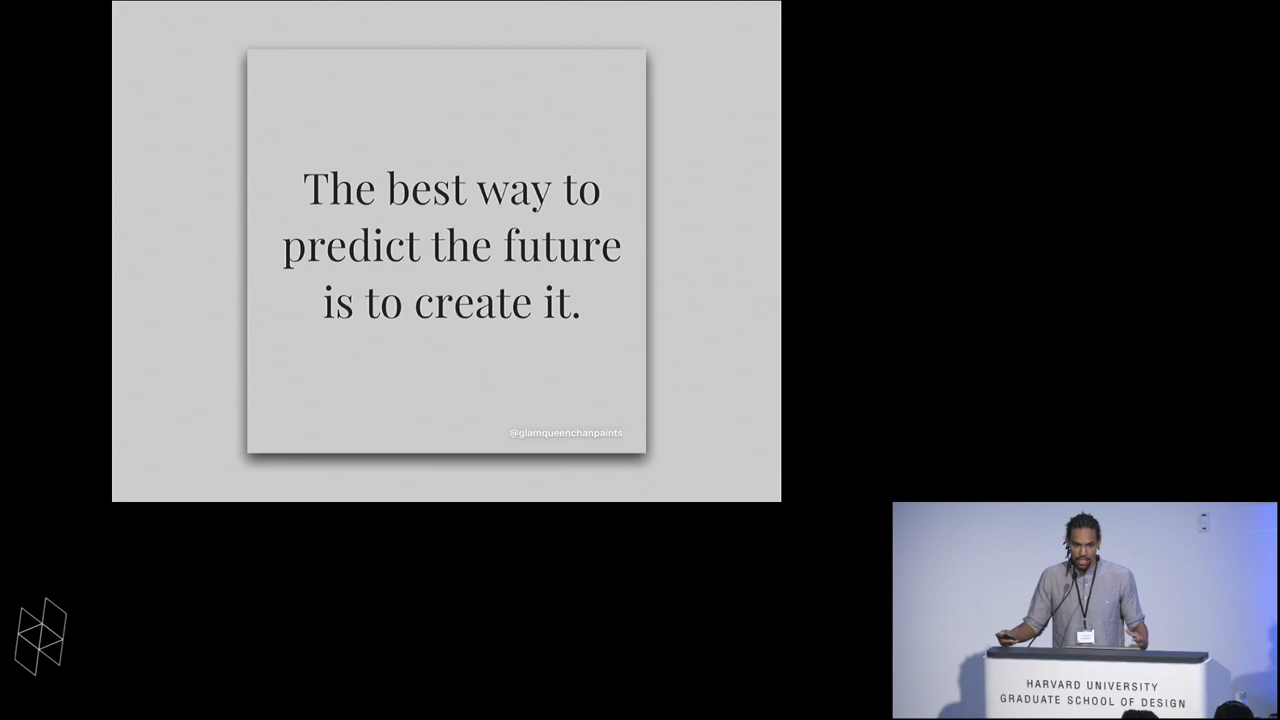 The best way to
predict the future
is to create it.
@glamqueenchanpaints
HARVARD UNIVERSITY
GRADUATE SCHOOL OF DESIGN